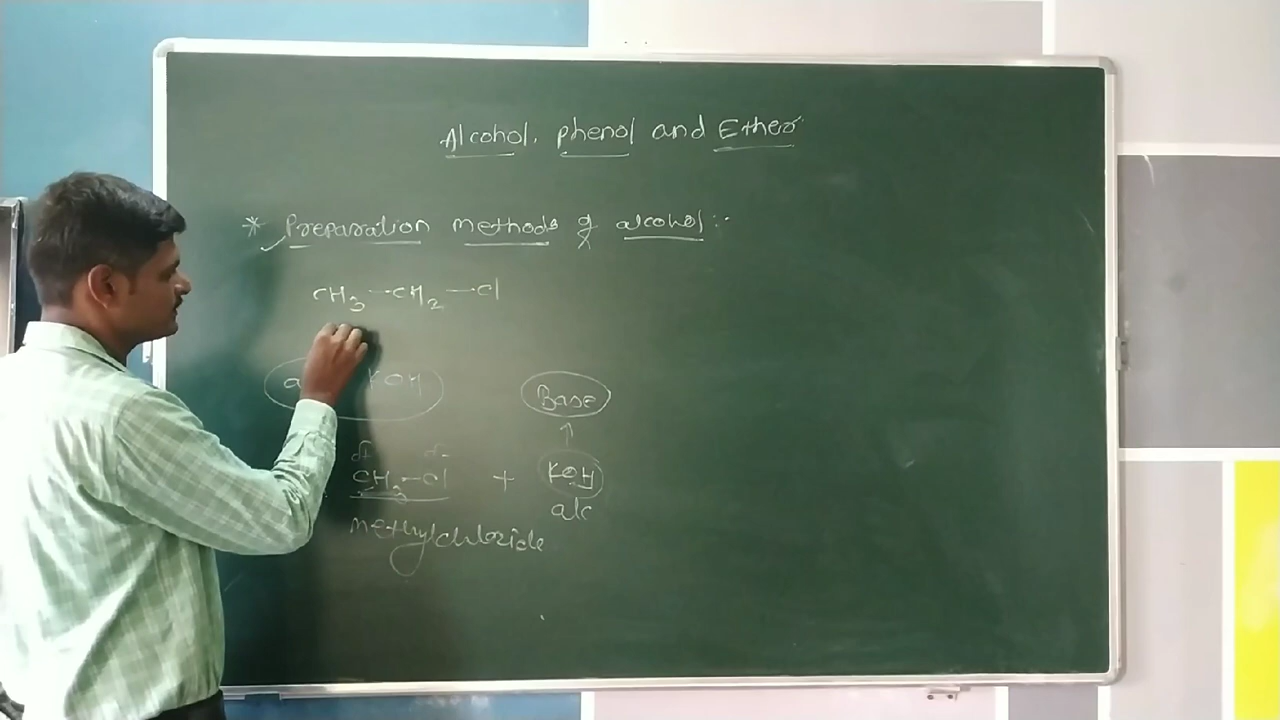 Alcohol, phenol and Ether
* Preparation methods of alcohol :-
CH3 - CH2 - Cl
KOH
Base
δ+ δ-
CH3 - Cl + KOH
alc
methylchloride